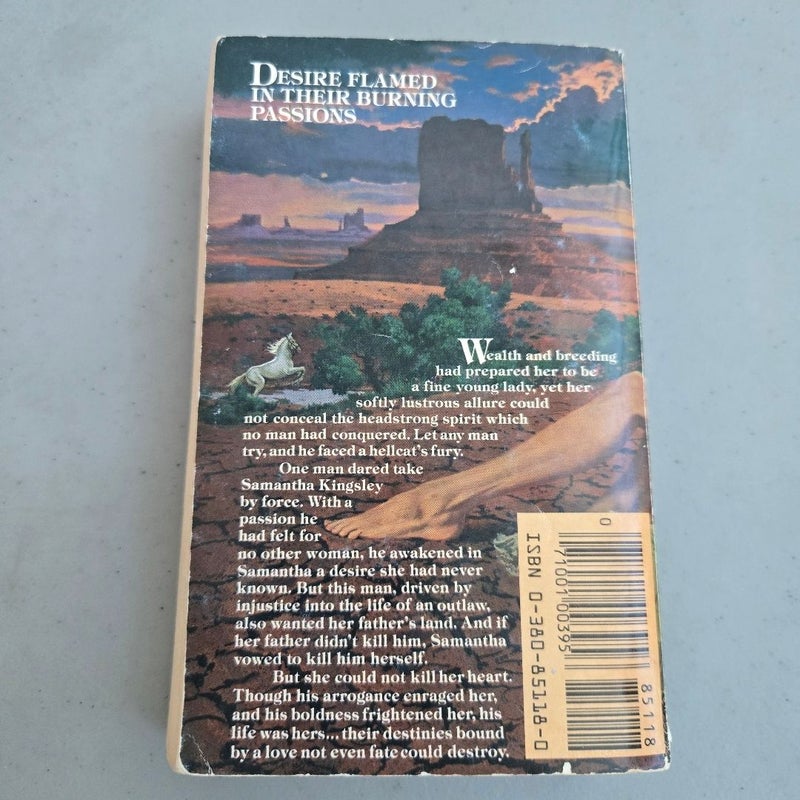 DESIRE FLAMED
IN THEIR BURNING
PASSIONS
Wealth and breeding
had prepared her to be
a fine young lady, yet her
softly lustrous allure could
not conceal the headstrong spirit which
no man had conquered. Let any man
try, and he faced a hellcat's fury.
One man dared take
Samantha Kingsley
by force. With a
passion he
had felt for
no other woman, he awakened in
Samantha a desire she had never
known. But this man, driven by
injustice into the life of an outlaw,
also wanted her father's land. And if
her father didn't kill him, Samantha
vowed to kill him herself.
But she could not kill her heart.
Though his arrogance enraged her,
and his boldness frightened her, his
life was hers... their destinies bound
by a love not even fate could destroy.
0
71001 00395
85118
ISBN 0-380-85118-0